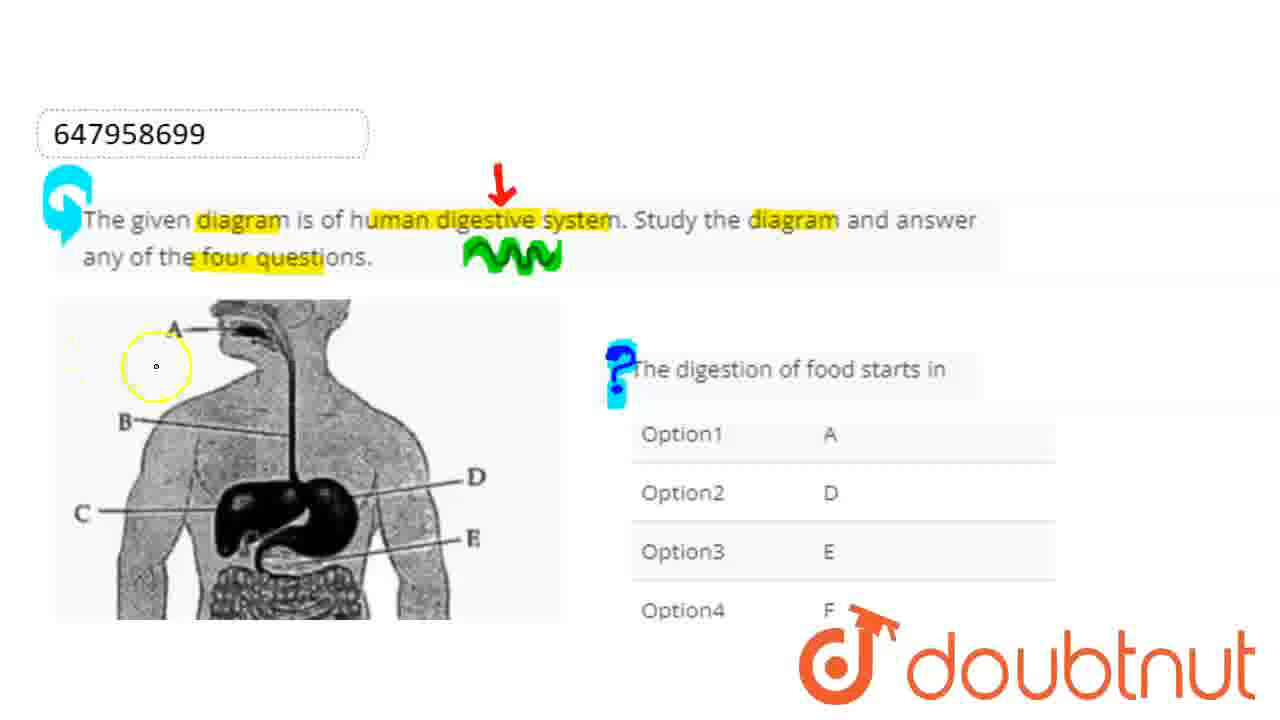 647958699
The given diagram is of human digestive system. Study the diagram and answer
any of the four questions.
A
B
C
D
E
?
The digestion of food starts in
Option1 A
Option2 D
Option3 E
Option4 F
doubtnut